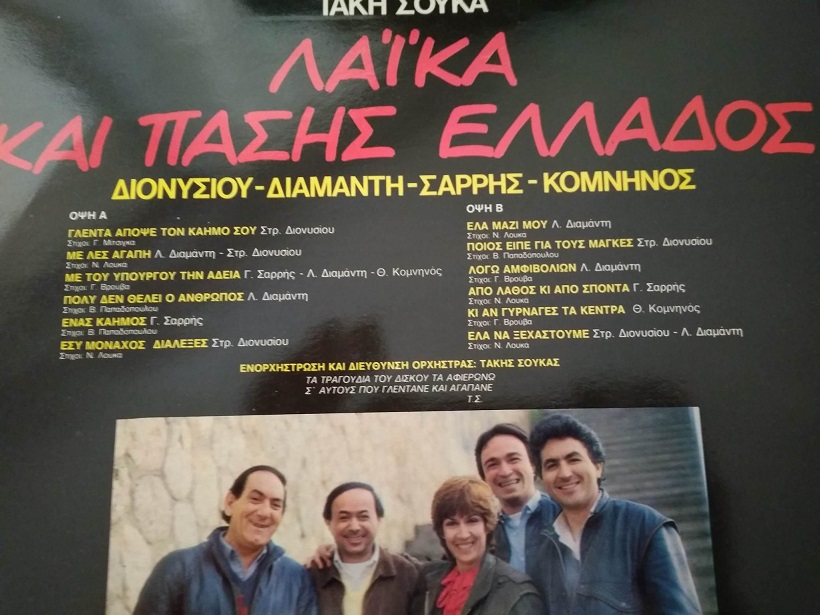 ΤΑΚΗ ΣΟΥΚΑ
ΛΑΪΚΑ
ΚΑΙ ΠΑΣΗΣ ΕΛΛΑΔΟΣ
ΔΙΟΝΥΣΙΟΥ-ΔΙΑΜΑΝΤΗ-ΣΑΡΡΗΣ-ΚΟΜΝΗΝΟΣ
ΟΨΗ Α
ΓΛΕΝΤΑ ΑΠΟΨΕ ΤΟΝ ΚΑΗΜΟ ΣΟΥ Στρ. Διονυσίου
Στίχοι: Γ. Μίτσιγκα
ΜΕ ΛΕΣ ΑΓΑΠΗ Λ. Διαμάντη - Στρ. Διονυσίου
Στίχοι: Ν. Λουκα
ΜΕ ΤΟΥ ΥΠΟΥΡΓΟΥ ΤΗΝ ΑΔΕΙΑ Γ. Σαρρής - Λ. Διαμάντη - Θ. Κομνηνός
Στίχοι: Γ. Βρούβα
ΠΟΛΥ ΔΕΝ ΘΕΛΕΙ Ο ΑΝΘΡΩΠΟΣ Λ. Διαμάντη
Στίχοι: Β. Παπαδοπουλου
ΕΝΑΣ ΚΑΗΜΟΣ Γ. Σαρρής
Στίχοι: Β. Παπαδόπουλου
ΕΣΥ ΜΟΝΑΧΟΣ ΔΙΑΛΕΞΕΣ Στρ. Διονυσίου
Στίχοι: Ν. Λουκα
ΟΨΗ Β
ΕΛΑ ΜΑΖΙ ΜΟΥ Λ. Διαμάντη
Στίχοι: Ν. Λουκα
ΠΟΙΟΣ ΕΙΠΕ ΓΙΑ ΤΟΥΣ ΜΑΓΚΕΣ Στρ. Διονυσίου
Στίχοι: Β. Παπαδοπουλου
ΛΟΓΩ ΑΜΦΙΒΟΛΙΩΝ Λ. Διαμάντη
Στίχοι: Γ. Βρούβα
ΑΠΟ ΛΑΘΟΣ ΚΙ ΑΠΟ ΣΠΟΝΤΑ Γ. Σαρρής
Στίχοι: Ν. Λουκα
ΚΙ ΑΝ ΓΥΡΝΑΓΕΣ ΤΑ ΚΕΝΤΡΑ Θ. Κομνηνός
Στίχοι: Γ. Βρούβα
ΕΛΑ ΝΑ ΞΕΧΑΣΤΟΥΜΕ Στρ. Διονυσίου - Λ. Διαμάντη
Στίχοι: Ν. Λουκα
ΕΝΟΡΧΗΣΤΡΩΣΗ ΚΑΙ ΔΙΕΥΘΥΝΣΗ ΟΡΧΗΣΤΡΑΣ: ΤΑΚΗΣ ΣΟΥΚΑΣ
ΤΑ ΤΡΑΓΟΥΔΙΑ ΤΟΥ ΔΙΣΚΟΥ ΤΑ ΑΦΙΕΡΩΝΩ
Σ' ΑΥΤΟΥΣ ΠΟΥ ΓΛΕΝΤΑΝΕ ΚΑΙ ΑΓΑΠΑΝΕ
Τ.Σ.